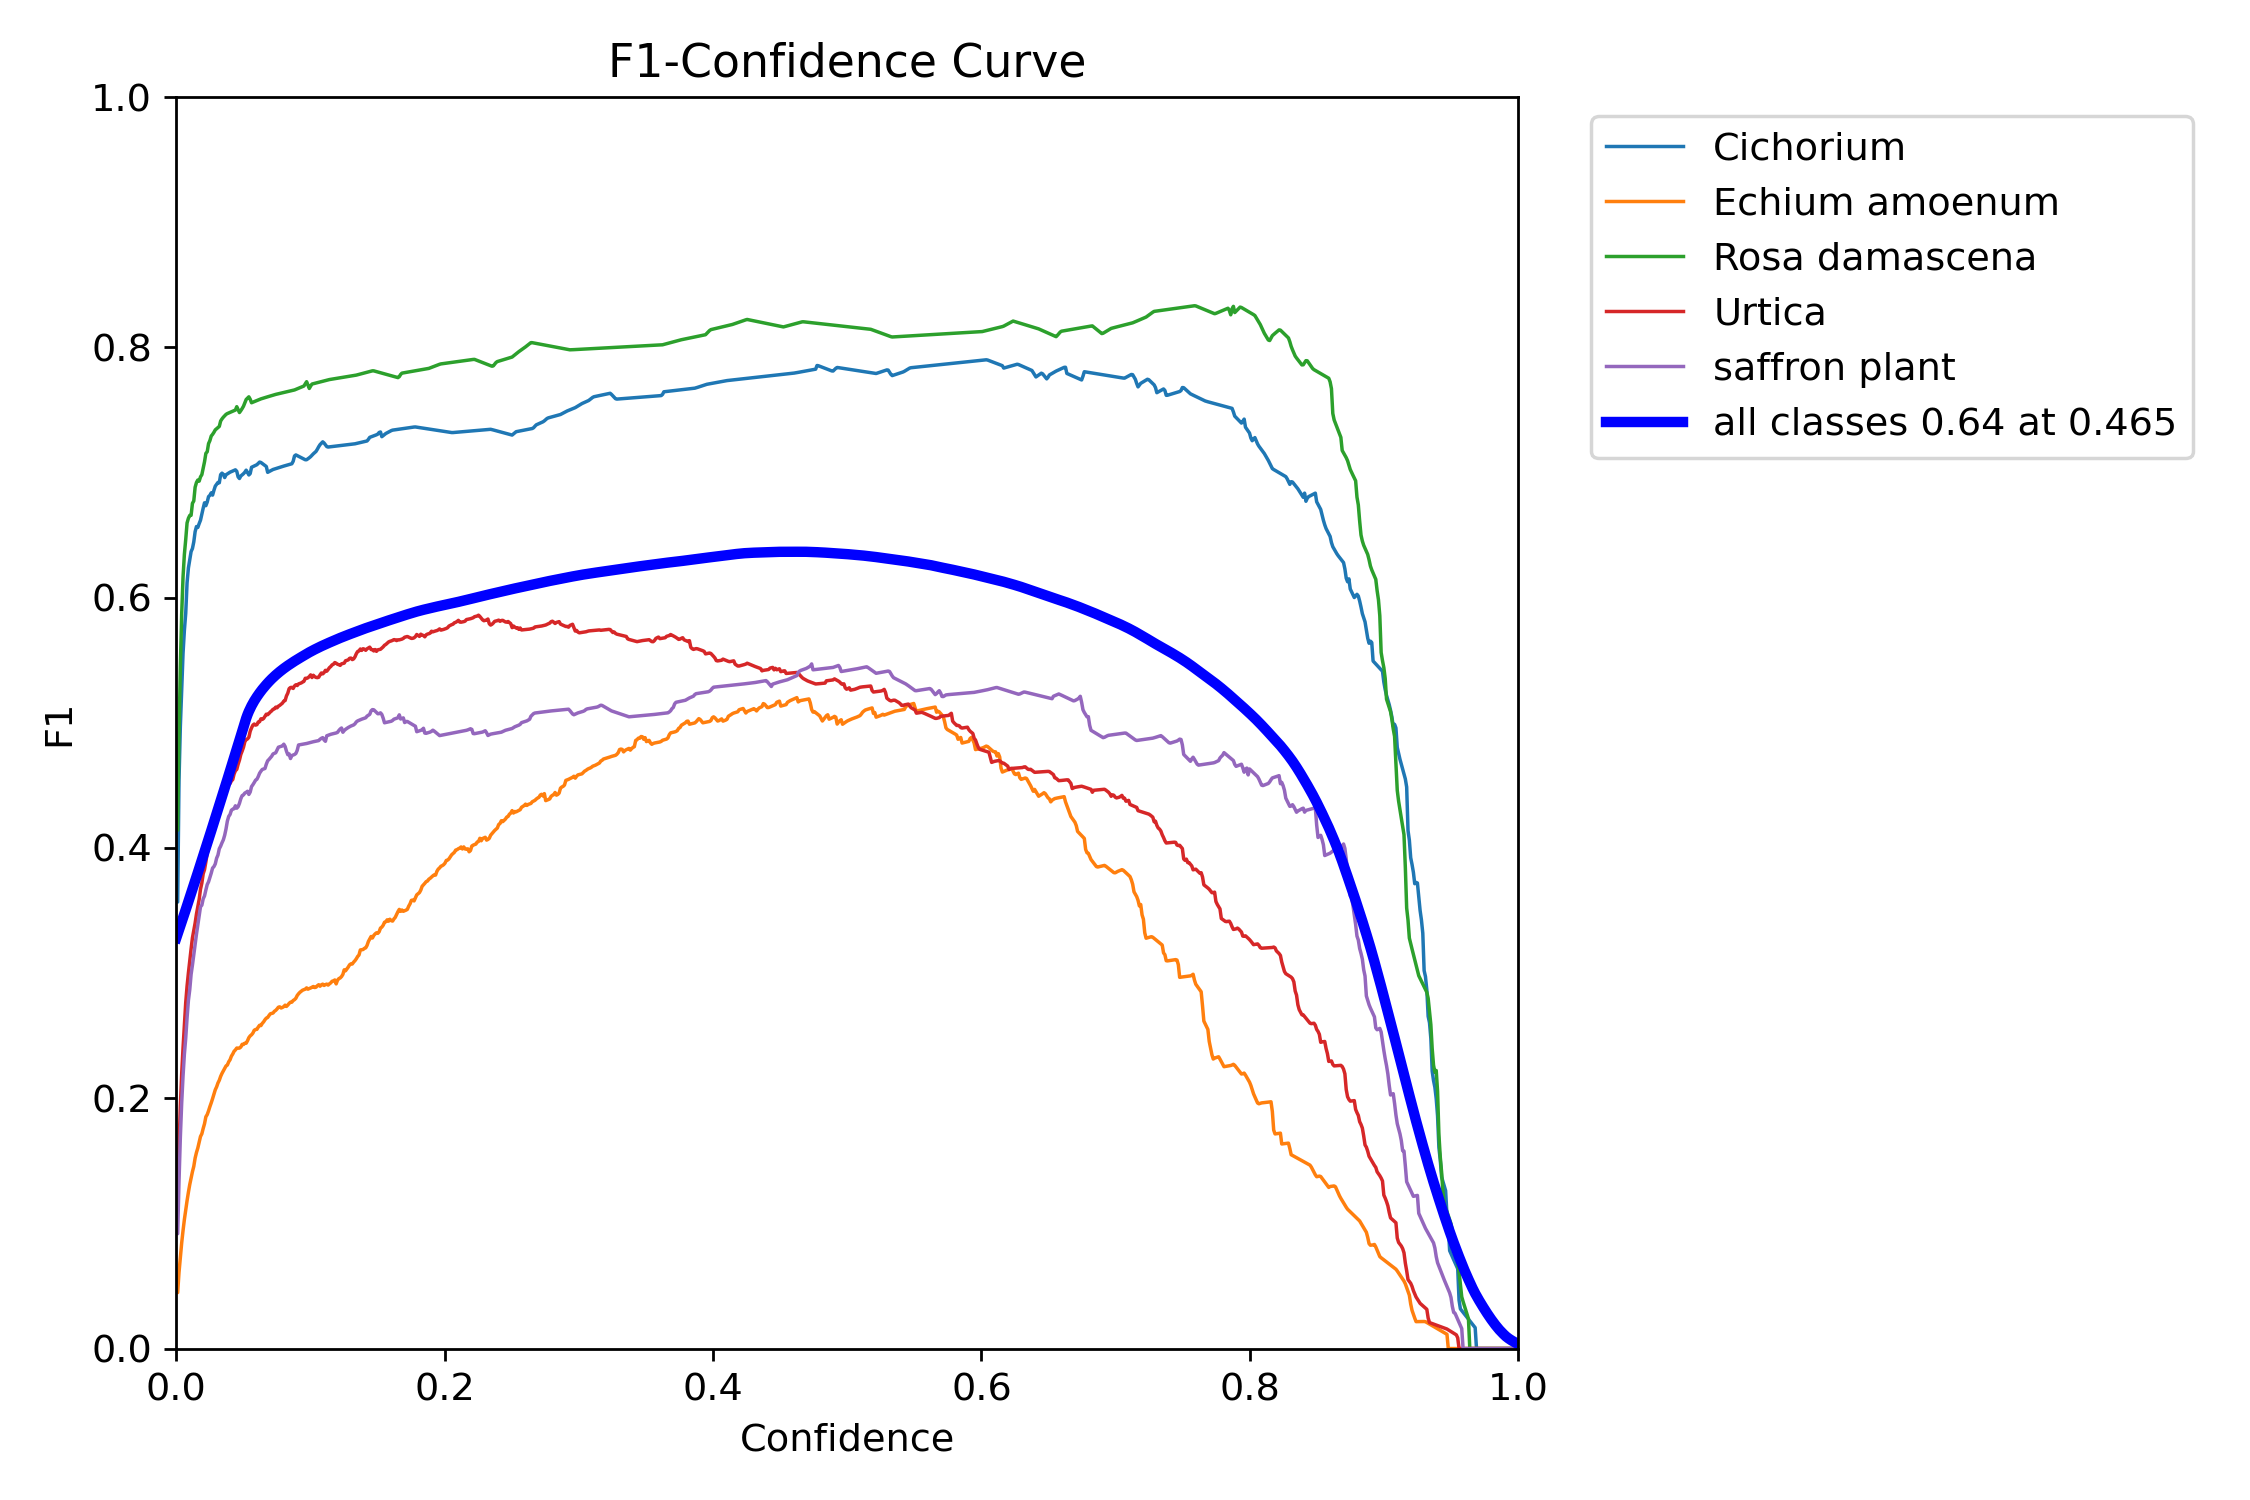 F1-Confidence Curve
1.0
0.8
0.6
0.4
0.2
0.0
F1
0.0 0.2 0.4 0.6 0.8 1.0
Confidence
Cichorium
Echium amoenum
Rosa damascena
Urtica
saffron plant
all classes 0.64 at 0.465